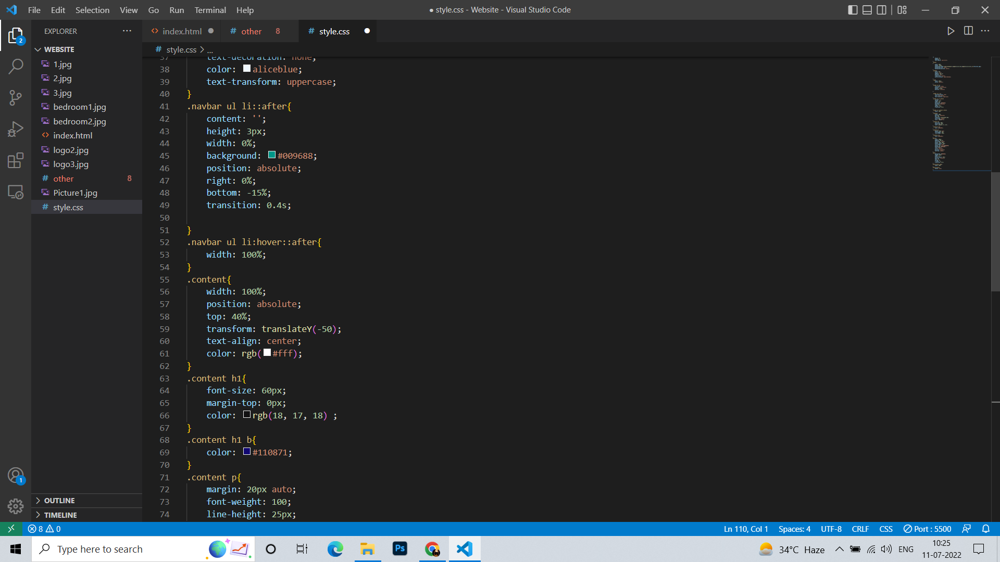 File Edit Selection View Go Run Terminal Help
● style.css - Website - Visual Studio Code
EXPLORER
index.html
# other 8
# style.css
WEBSITE
# style.css > ...
1.jpg
2.jpg
3.jpg
bedroom1.jpg
bedroom2.jpg
index.html
logo2.jpg
logo3.jpg
# other 8
Picture1.jpg
# style.css
OUTLINE
TIMELINE
37 text-decoration: none;
38 color: aliceblue;
39 text-transform: uppercase;
40 }
41 .navbar ul li::after{
42 content: '';
43 height: 3px;
44 width: 0%;
45 background: #009688;
46 position: absolute;
47 right: 0%;
48 bottom: -15%;
49 transition: 0.4s;
50
51 }
52 .navbar ul li:hover::after{
53 width: 100%;
54 }
55 .content{
56 width: 100%;
57 position: absolute;
58 top: 40%;
59 transform: translateY(-50);
60 text-align: center;
61 color: rgb(#fff);
62 }
63 .content h1{
64 font-size: 60px;
65 margin-top: 0px;
66 color: rgb(18, 17, 18) ;
67 }
68 .content h1 b{
69 color: #110871;
70 }
71 .content p{
72 margin: 20px auto;
73 font-weight: 100;
74 line-height: 25px;
2
1
8 0
Ln 110, Col 1 Spaces: 4 UTF-8 CRLF CSS Port : 5500
Type here to search
Ps
34°C Haze
ENG
10:25
11-07-2022